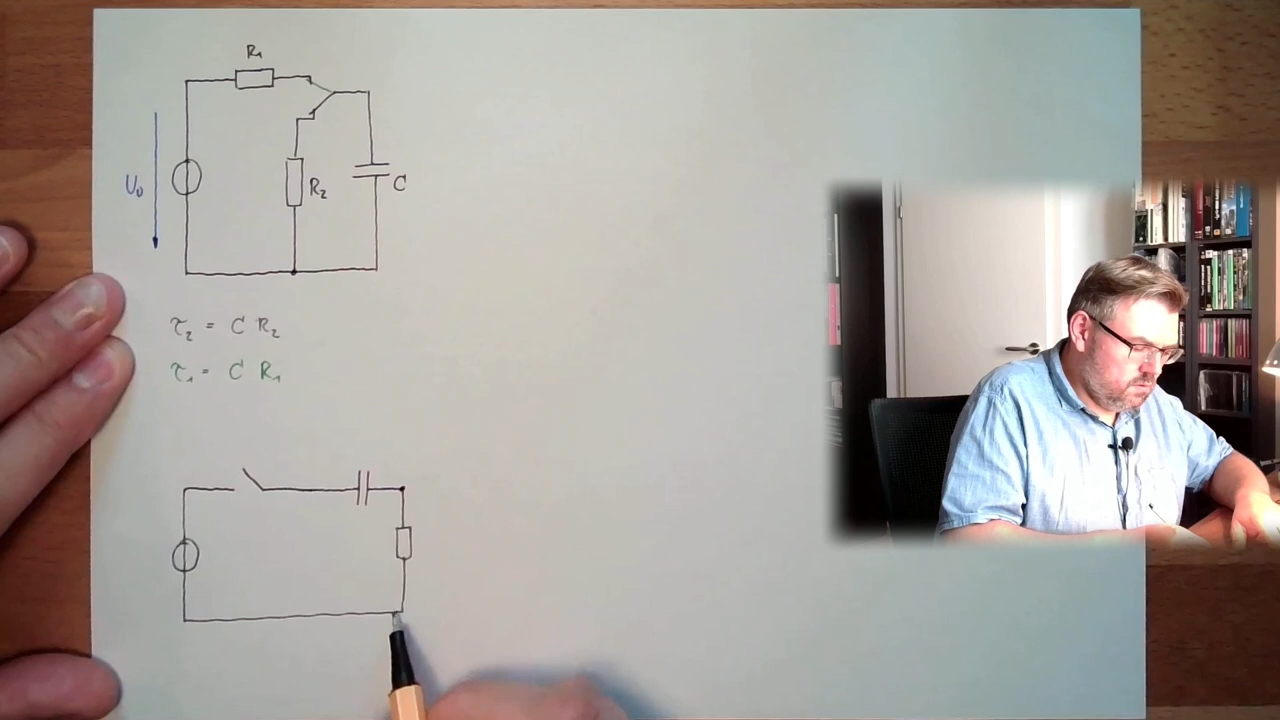 R₁
U₀
R₂
C
τ₂ = C R₂
τ₁ = C R₁